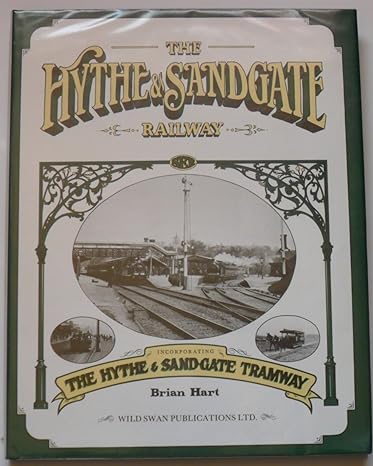 THE
HYTHE & SANDGATE
RAILWAY
INCORPORATING
THE HYTHE & SANDGATE TRAMWAY
Brian Hart
WILD SWAN PUBLICATIONS LTD.